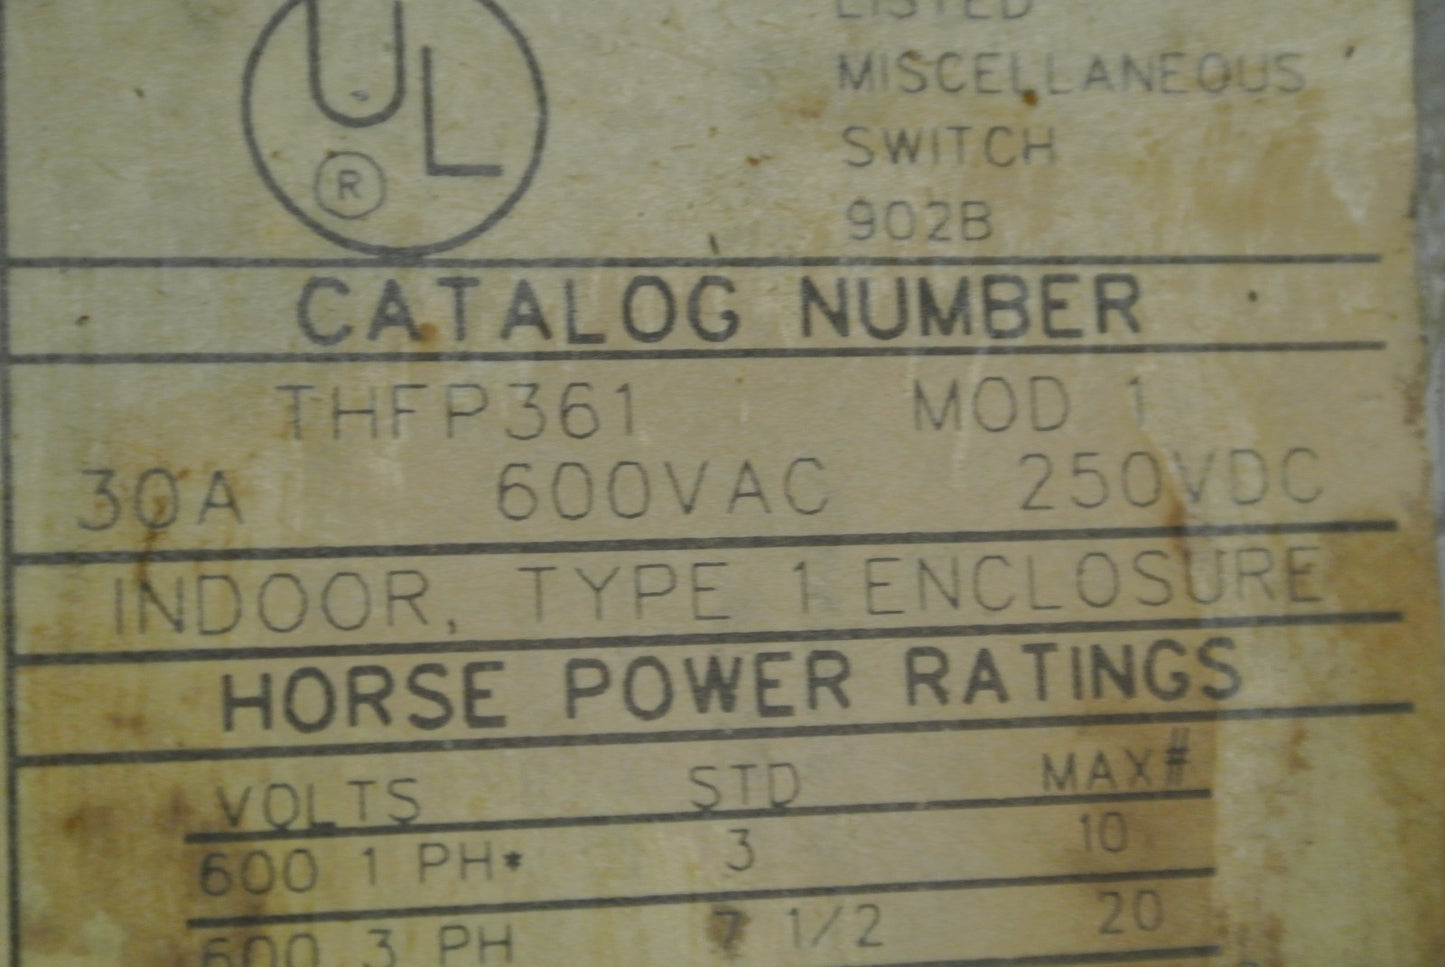 UL
®
LISTED
MISCELLANEOUS
SWITCH
902B
CATALOG NUMBER
THFP361 MOD 1
30A 600VAC 250VDC
INDOOR, TYPE 1 ENCLOSURE
HORSE POWER RATINGS
VOLTS STD MAX#
600 1 PH* 3 10
600 3 PH 7 1/2 20